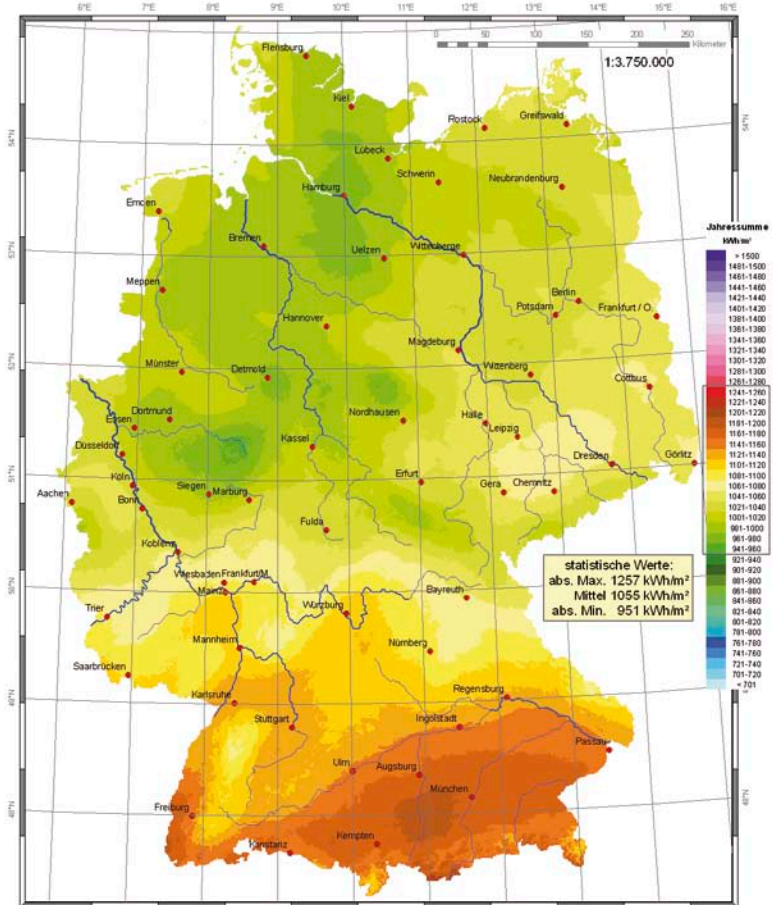 6°E 7°E 8°E 9°E 10°E 11°E 12°E 13°E 14°E 15°E 16°E
0 50 100 150 200 250
Kilometer
1:3.750.000
Flensburg
Kiel
Rostock
Greifswald
54°N
54°N
Lübeck
Schwerin
Hamburg
Neubrandenburg
Emden
Bremen
Uelzen
Wittenberge
53°N
Meppen
Berlin
Hannover
Potsdam
Frankfurt / O.
Magdeburg
52°N
Münster
Detmold
Wittenberg
Cottbus
Dortmund
Essen
Nordhausen
Halle
Leipzig
Düsseldorf
Kassel
Dresden
Görlitz
51°N
Köln
Erfurt
Gera
Chemnitz
Aachen
Bonn
Siegen
Marburg
Fulda
Koblenz
50°N
Wiesbaden
Frankfurt/M.
Mainz
Bayreuth
Trier
Würzburg
Mannheim
Nürnberg
Saarbrücken
Karlsruhe
Regensburg
Stuttgart
Ingolstadt
Passau
Ulm
Augsburg
München
48°N
48°N
Freiburg
Kempten
Konstanz
Jahressumme
kWh/m²
> 1500
1481-1500
1461-1480
1441-1460
1421-1440
1401-1420
1381-1400
1361-1380
1341-1360
1321-1340
1301-1320
1281-1300
1261-1280
1241-1260
1221-1240
1201-1220
1181-1200
1161-1180
1141-1160
1121-1140
1101-1120
1081-1100
1061-1080
1041-1060
1021-1040
1001-1020
981-1000
961-980
941-960
921-940
901-920
881-900
861-880
841-860
821-840
801-820
781-800
761-780
741-760
721-740
701-720
< 701
statistische Werte:
abs. Max. 1257 kWh/m²
Mittel 1055 kWh/m²
abs. Min. 951 kWh/m²